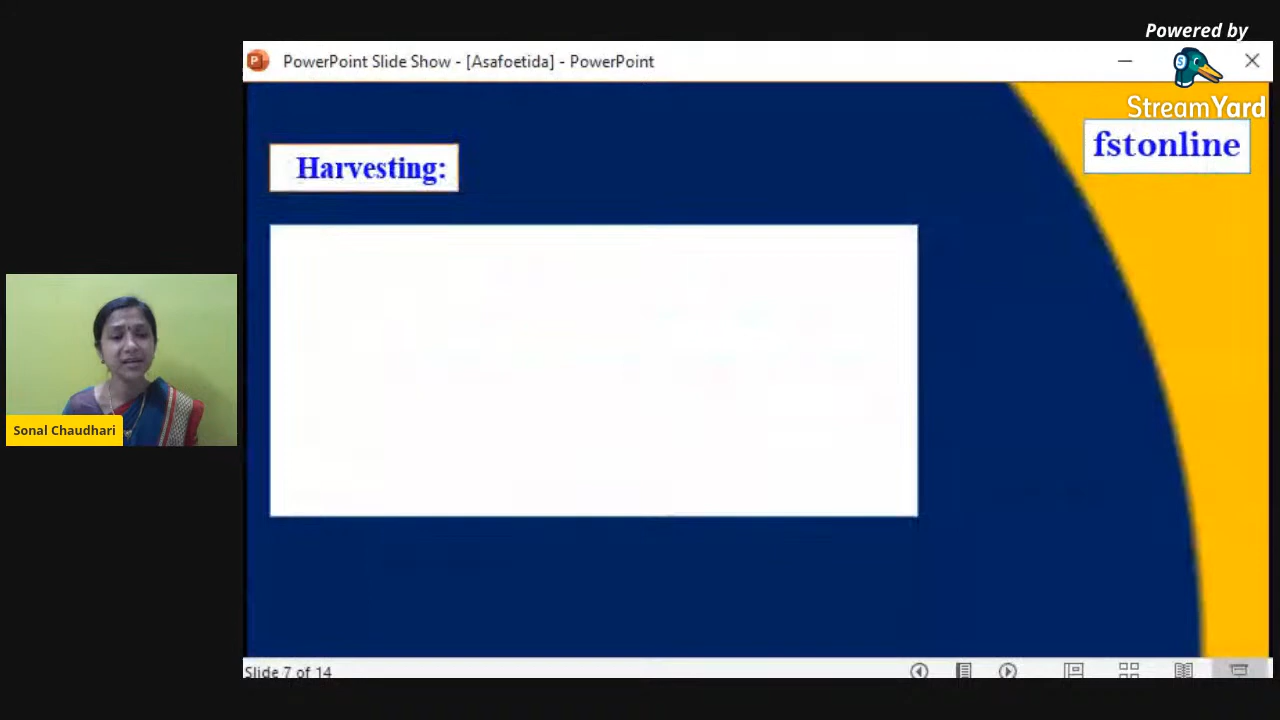 Powered by
PowerPoint Slide Show - [Asafoetida] - PowerPoint
StreamYard
fstonline
Harvesting:
Sonal Chaudhari
Slide 7 of 14